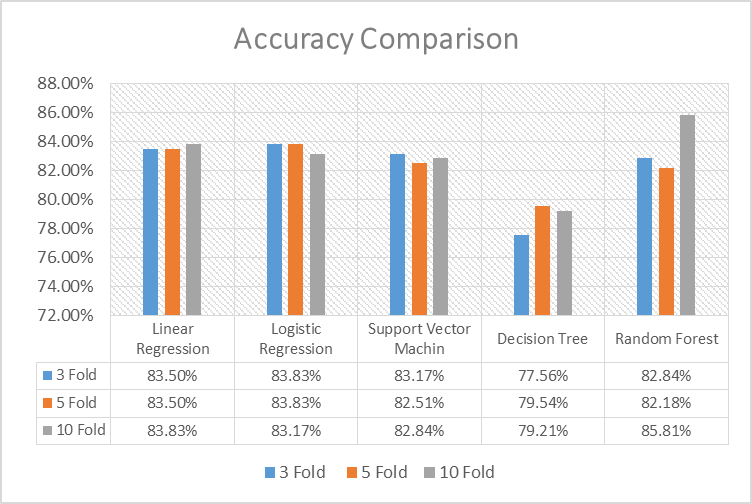 Accuracy Comparison
88.00%
86.00%
84.00%
82.00%
80.00%
78.00%
76.00%
74.00%
72.00%
Linear Regression Logistic Regression Support Vector Machin Decision Tree Random Forest
3 Fold 83.50% 83.83% 83.17% 77.56% 82.84%
5 Fold 83.50% 83.83% 82.51% 79.54% 82.18%
10 Fold 83.83% 83.17% 82.84% 79.21% 85.81%
3 Fold 5 Fold 10 Fold